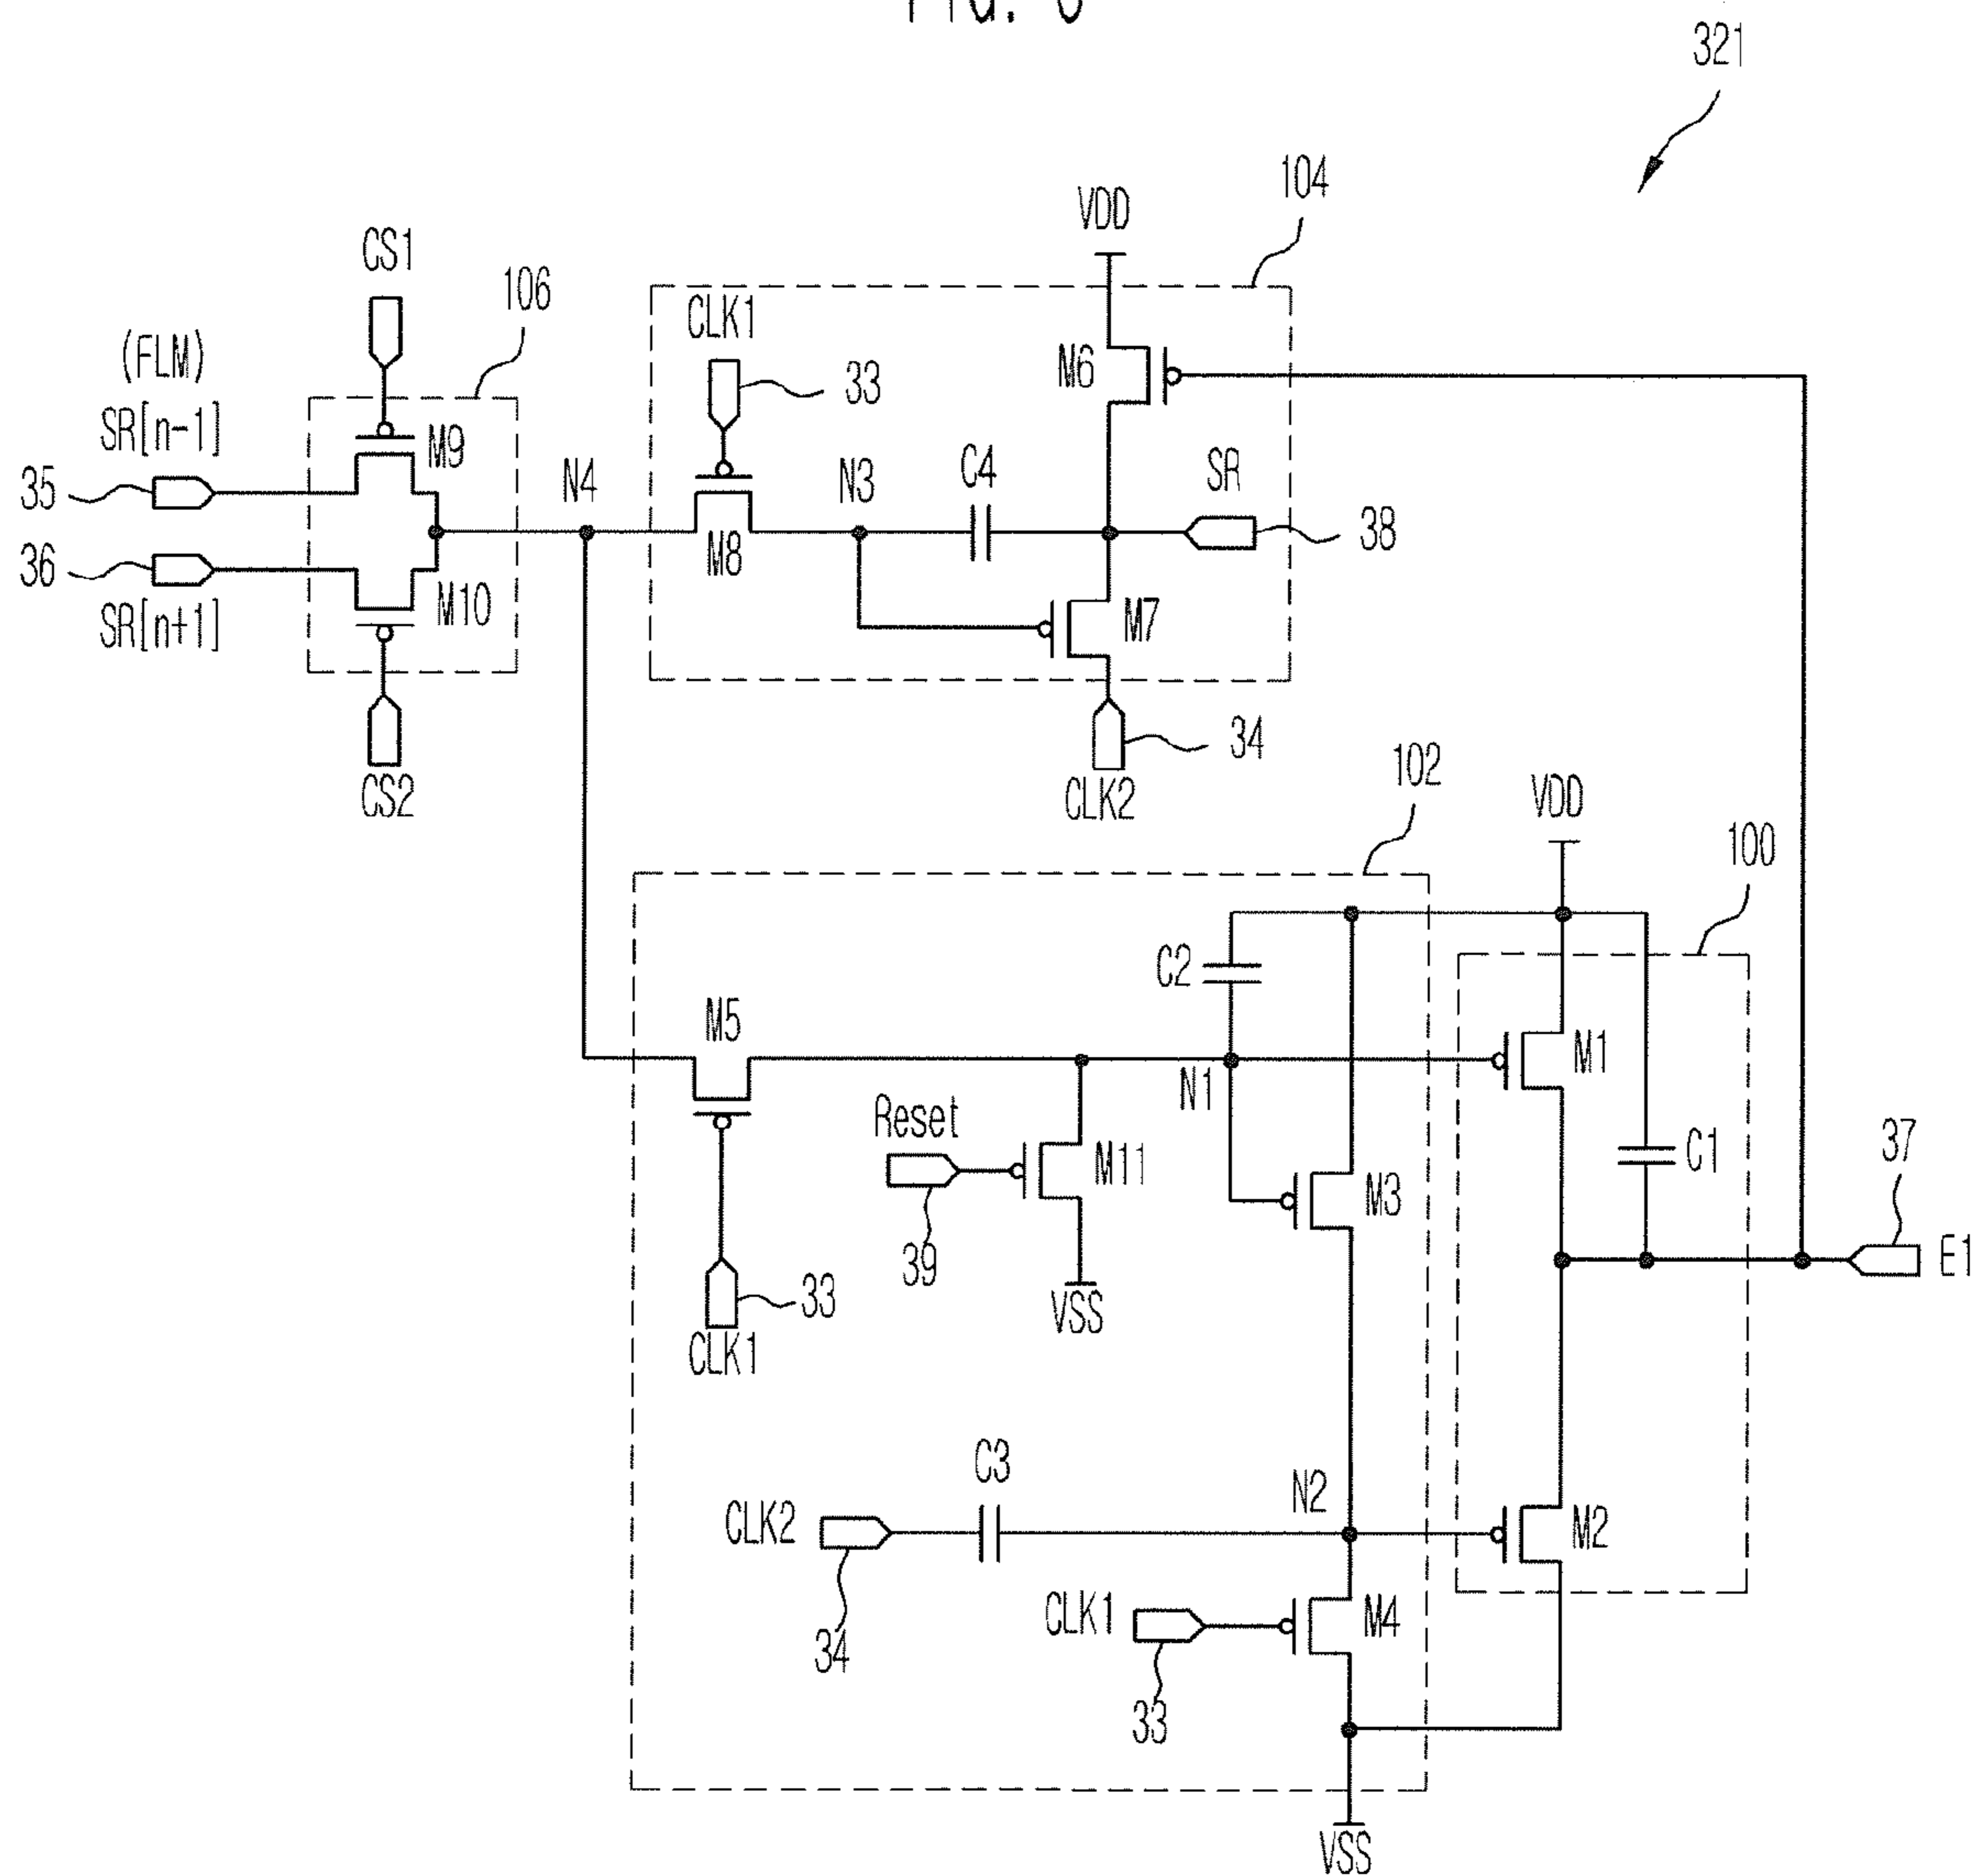 321
104
VDD
CS1
106
CLK1
(FLM)
M6
33
SR[n-1]
M9
35
N4
N3
C4
SR
38
36
M8
M10
SR[n+1]
M7
34
CS2
CLK2
102
VDD
100
C2
M5
M1
N1
Reset
M11
C1
37
M3
39
E1
33
VSS
CLK1
C3
N2
CLK2
M2
CLK1
M4
34
33
VSS